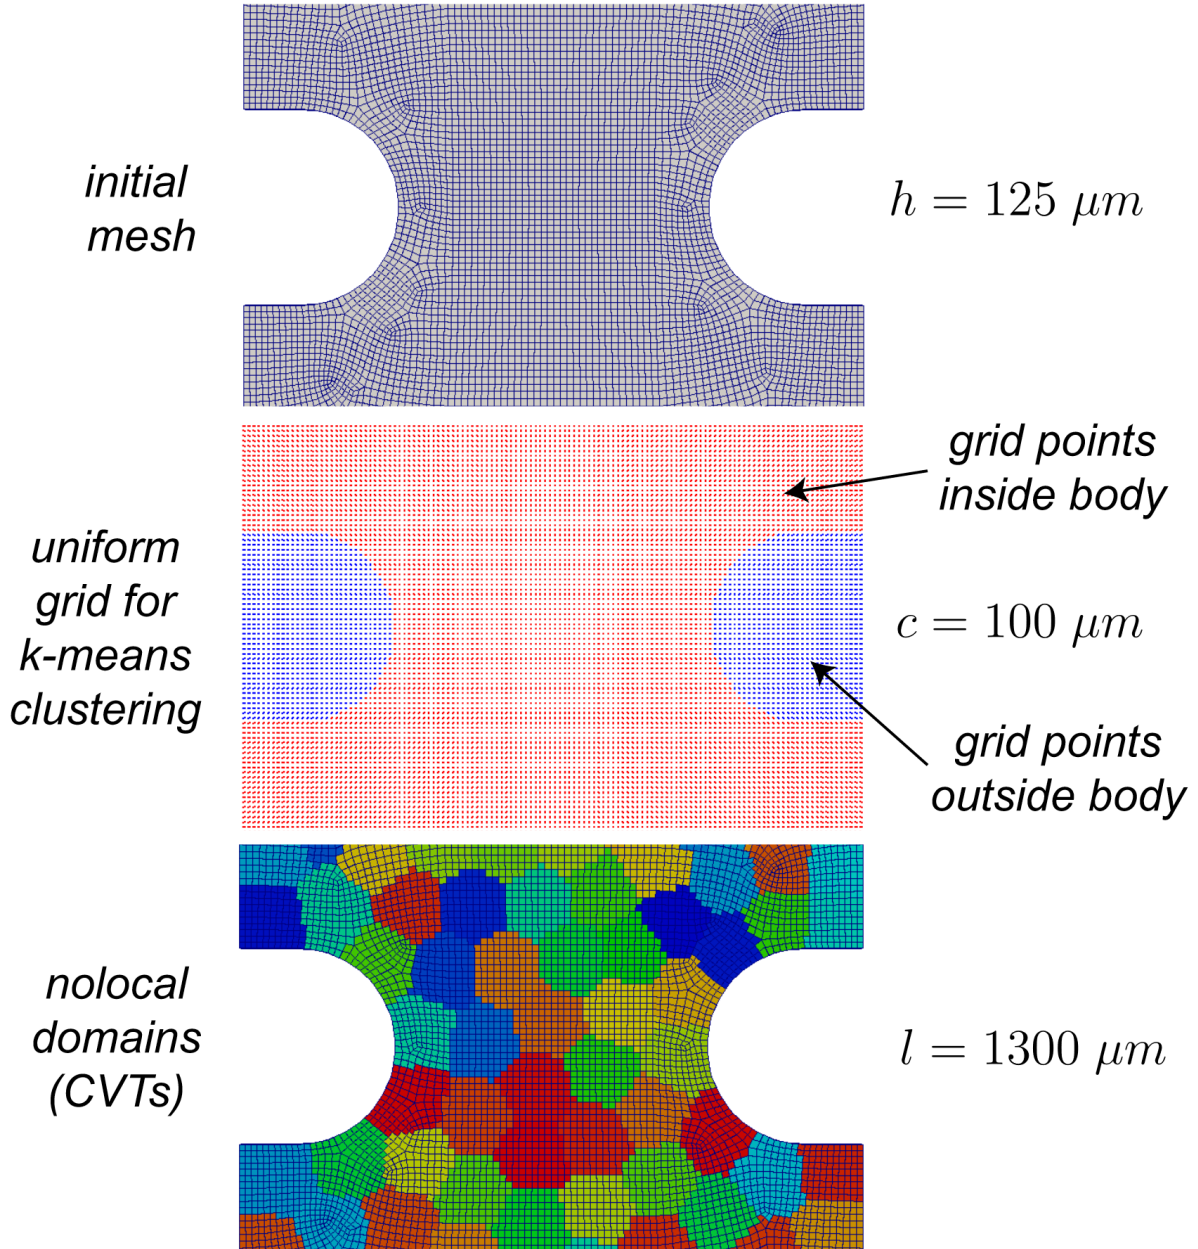 initial
mesh
h = 125 μm
grid points
inside body
uniform
grid for
k-means
clustering
c = 100 μm
grid points
outside body
nolocal
domains
(CVTs)
l = 1300 μm